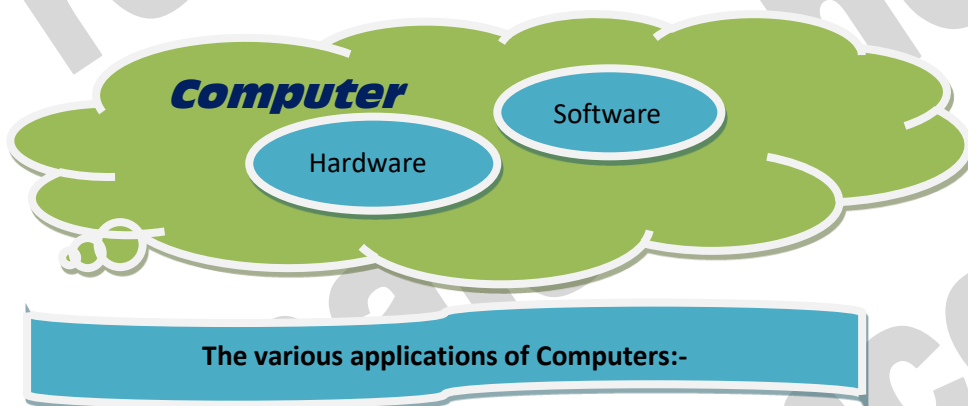 Computer
Software
Hardware
The various applications of Computers:-